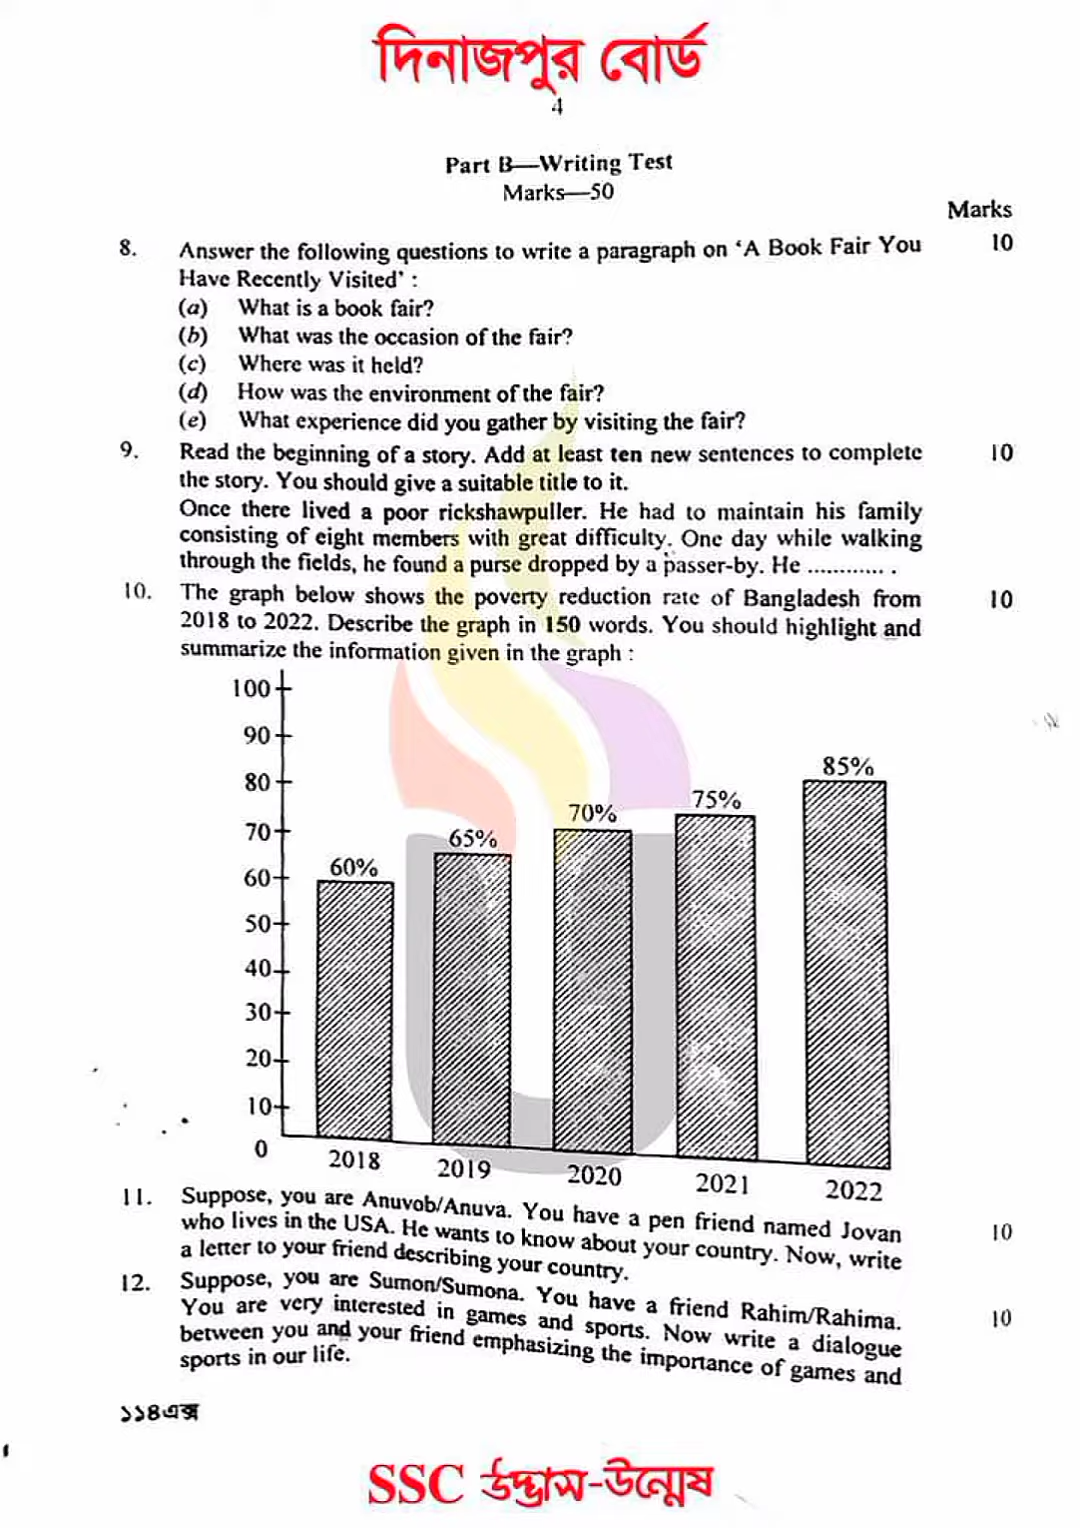 দিনাজপুর বোর্ড
4
Part B—Writing Test
Marks—50
Marks
8. Answer the following questions to write a paragraph on ‘A Book Fair You 10
Have Recently Visited’ :
(a) What is a book fair?
(b) What was the occasion of the fair?
(c) Where was it held?
(d) How was the environment of the fair?
(e) What experience did you gather by visiting the fair?
9. Read the beginning of a story. Add at least ten new sentences to complete 10
the story. You should give a suitable title to it.
Once there lived a poor rickshawpuller. He had to maintain his family
consisting of eight members with great difficulty. One day while walking
through the fields, he found a purse dropped by a passer-by. He ............ .
10. The graph below shows the poverty reduction rate of Bangladesh from 10
2018 to 2022. Describe the graph in 150 words. You should highlight and
summarize the information given in the graph :
100
90
80
70
60
50
40
30
20
10
0
60%
65%
70%
75%
85%
2018
2019
2020
2021
2022
11. Suppose, you are Anuvob/Anuva. You have a pen friend named Jovan 10
who lives in the USA. He wants to know about your country. Now, write
a letter to your friend describing your country.
12. Suppose, you are Sumon/Sumona. You have a friend Rahim/Rahima. 10
You are very interested in games and sports. Now write a dialogue
between you and your friend emphasizing the importance of games and
sports in our life.
১১৪এক্স
SSC উদ্ভাস-উন্মেষ